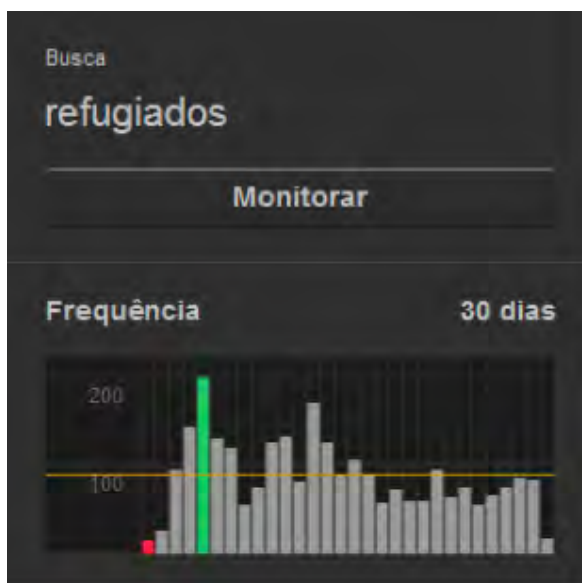 Busca
refugiados
Monitorar
Frequência 30 dias
200
100